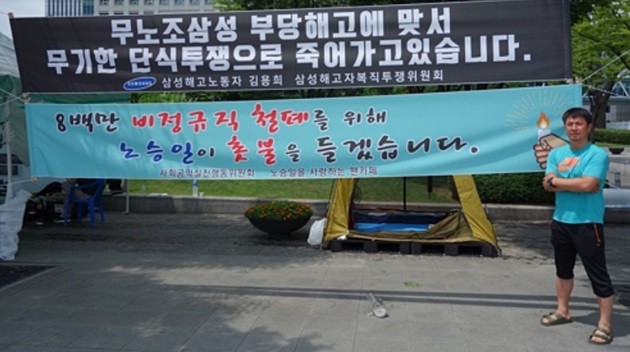 무노조삼성 부당해고에 맞서
무기한 단식투쟁으로 죽어가고있습니다.
SAMSUNG 삼성해고노동자 김용희 삼성해고자복직투쟁위원회
8백만 비정규직 철폐를 위해
노승일이 촛불을 들겠습니다.
사회공익실천행동위원회 노승일을 사랑하는 팬카페